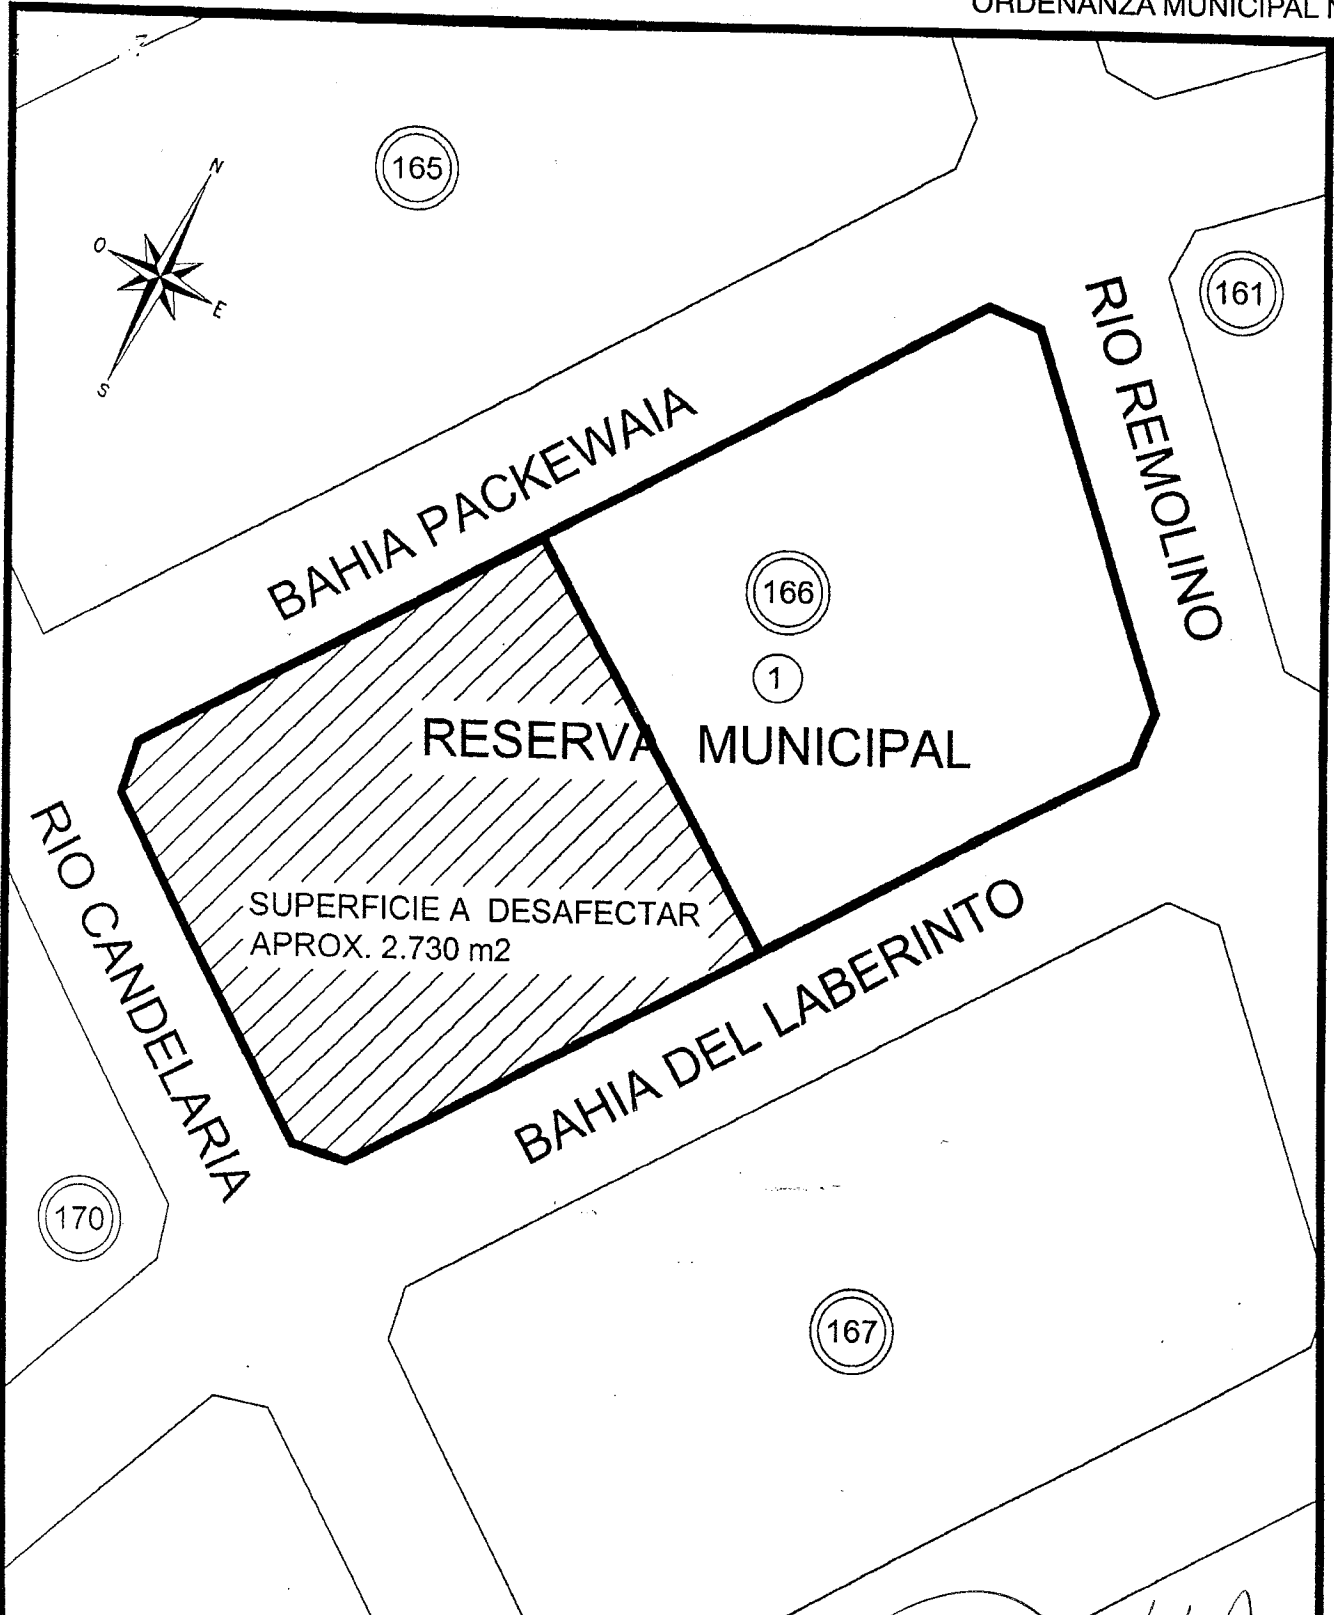 ORDENANZA MUNICIPAL
165
N
O
E
S
161
RIO REMOLINO
BAHIA PACKEWAIA
166
1
RESERVA MUNICIPAL
RIO CANDELARIA
SUPERFICIE A DESAFECTAR
APROX. 2.730 m2
BAHIA DEL LABERINTO
170
167